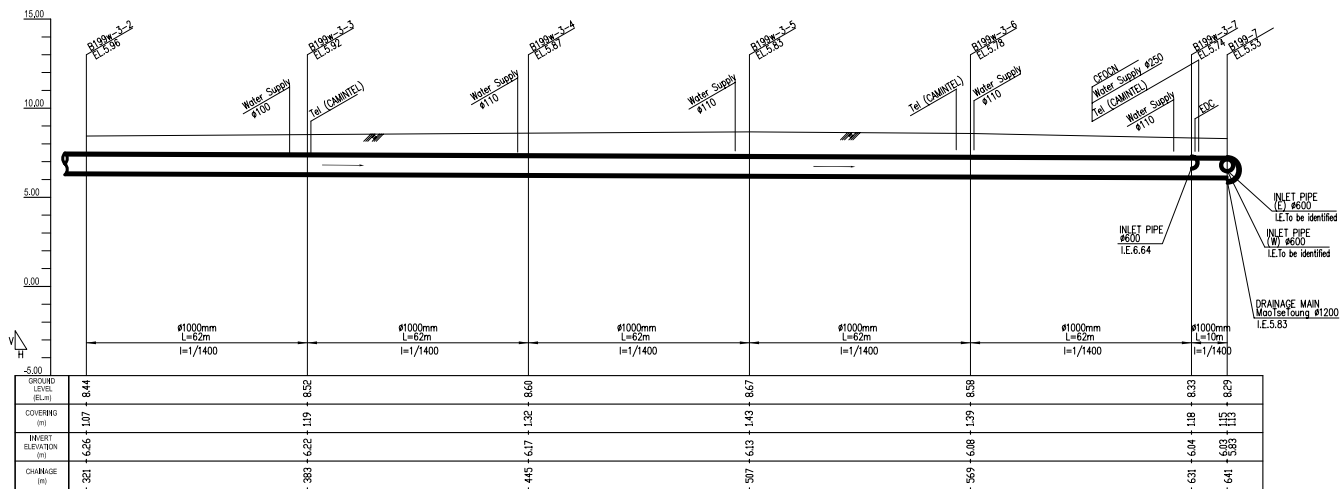 15.00
10.00
5.00
0.00
-5.00
V
H
B199w-3-2
EL.5.96
B199w-3-3
EL.5.92
B199w-3-4
EL.5.87
B199w-3-5
EL.5.83
B199w-3-6
EL.5.78
B199w-3-7
EL.5.74
B199-7
EL.5.53
Water Supply
ø100
Tel (CAMINTEL)
Water Supply
ø110
Water Supply
ø110
Tel (CAMINTEL)
Water Supply
ø110
CFOCN
Water Supply ø250
Tel (CAMINTEL)
Water Supply
ø110
EDC
INLET PIPE
(E) ø600
I.E.To be identified
INLET PIPE
ø600
I.E.6.64
INLET PIPE
(W) ø600
I.E.To be identified
DRAINAGE MAIN
MaoTseToung ø1200
I.E.5.83
ø1000mm
L=62m
I=1/1400
ø1000mm
L=62m
I=1/1400
ø1000mm
L=62m
I=1/1400
ø1000mm
L=62m
I=1/1400
ø1000mm
L=62m
I=1/1400
ø1000mm
L=10m
I=1/1400
GROUND
LEVEL
(EL.m)
8.44 8.52 8.60 8.67 8.58 8.33 8.29
COVERING
(m)
1.07 1.19 1.32 1.43 1.39 1.18 1.15 1.13
INVERT
ELEVATION
(m)
6.26 6.22 6.17 6.13 6.08 6.04 6.03 5.83
CHAINAGE
(m)
321 383 445 507 569 631 641